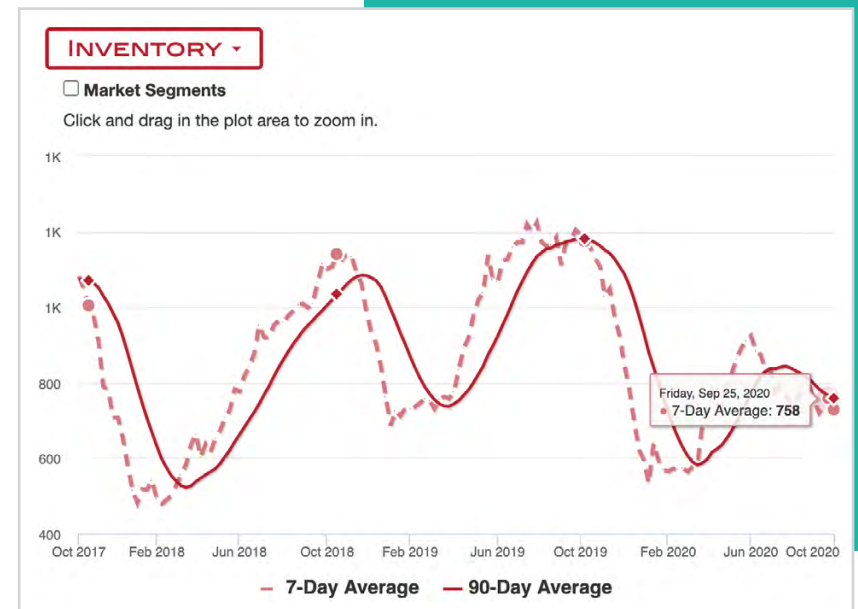 INVENTORY
Market Segments
Click and drag in the plot area to zoom in.
1K
1K
1K
800
600
400
Oct 2017 Feb 2018 Jun 2018 Oct 2018 Feb 2019 Jun 2019 Oct 2019 Feb 2020 Jun 2020 Oct 2020
Friday, Sep 25, 2020
7-Day Average: 758
7-Day Average 90-Day Average